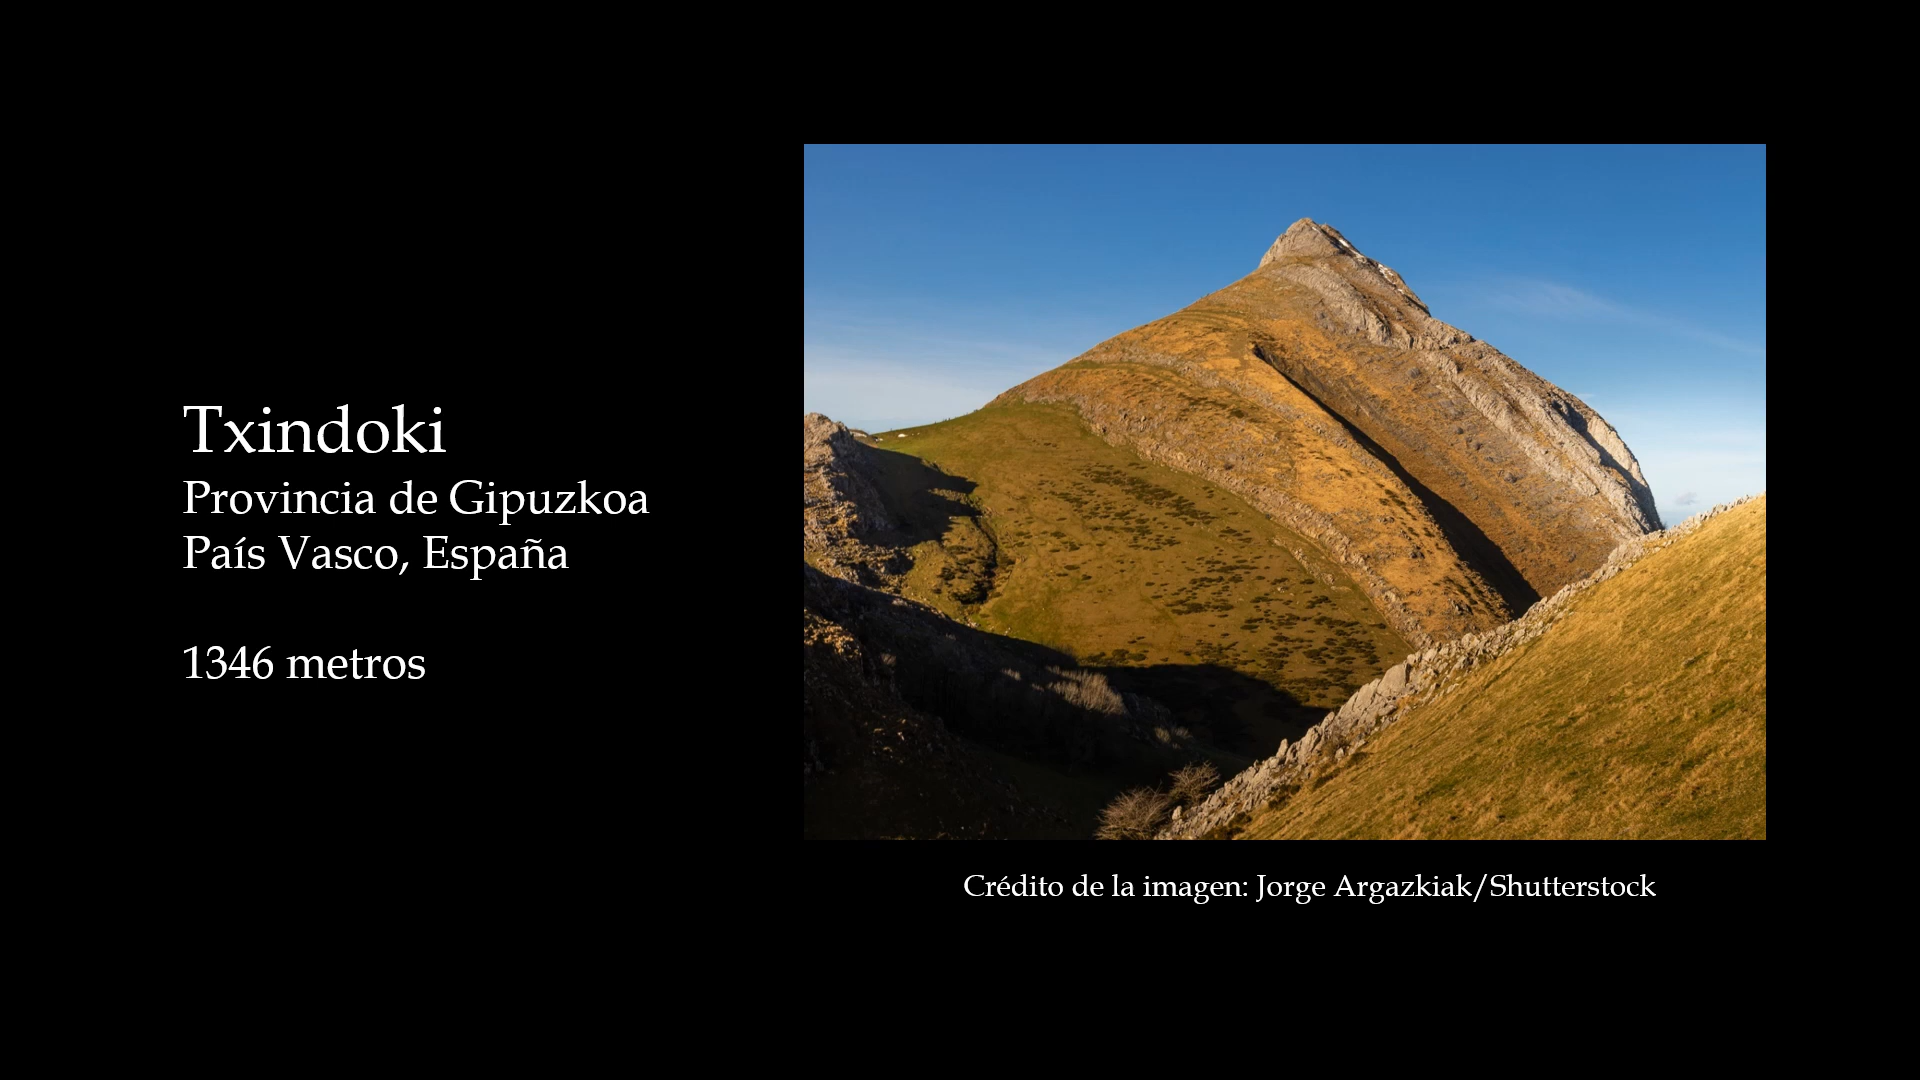 Txindoki
Provincia de Gipuzkoa
País Vasco, España
1346 metros
Crédito de la imagen: Jorge Argazkiak/Shutterstock